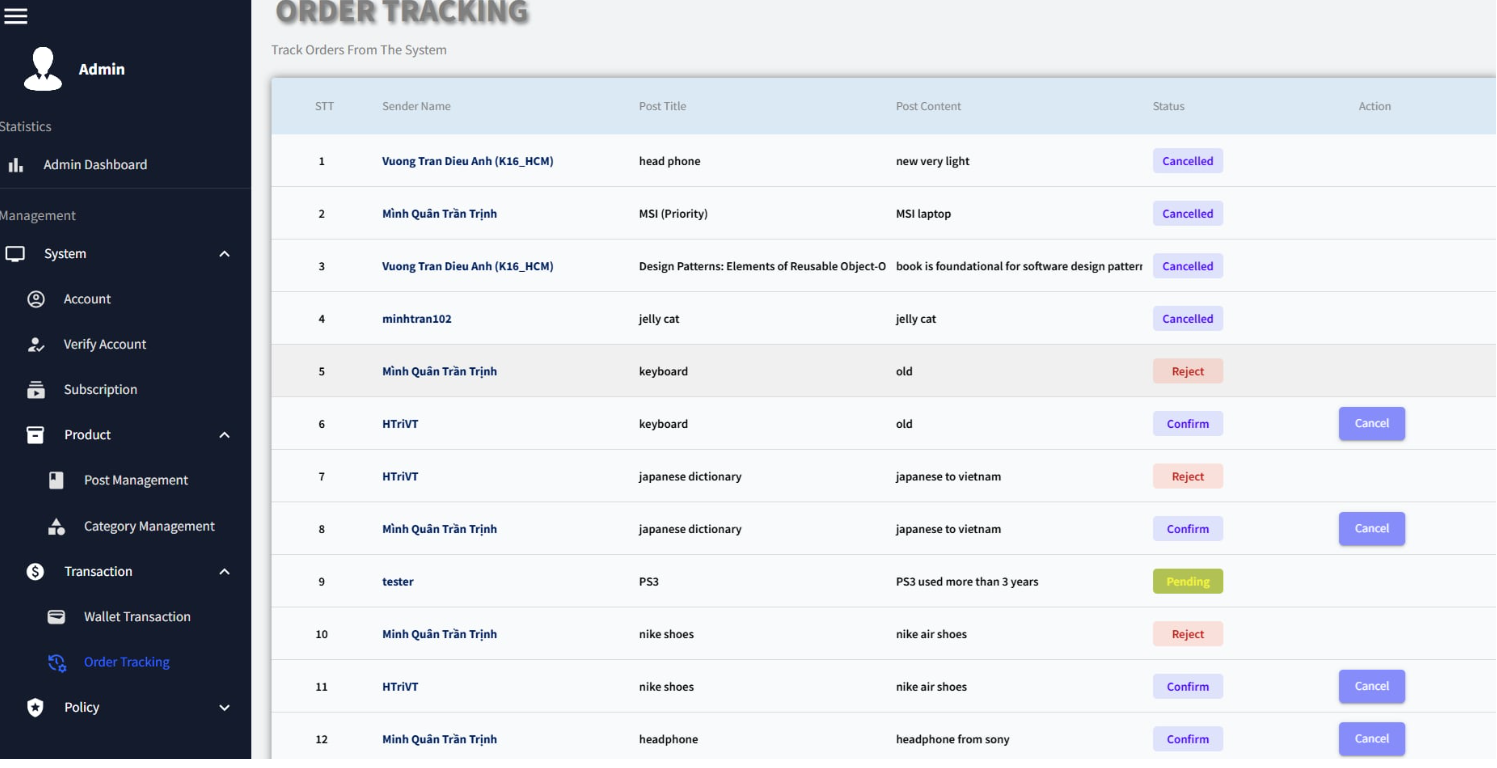 ORDER TRACKING
Track Orders From The System
Admin
Statistics
Admin Dashboard
Management
System
Account
Verify Account
Subscription
Product
Post Management
Category Management
Transaction
Wallet Transaction
Order Tracking
Policy
STT Sender Name Post Title Post Content Status Action
1 Vuong Tran Dieu Anh (K16_HCM) head phone new very light Cancelled
2 Minh Quân Trần Trịnh MSI (Priority) MSI laptop Cancelled
3 Vuong Tran Dieu Anh (K16_HCM) Design Patterns: Elements of Reusable Object-O book is foundational for software design pattern Cancelled
4 minhtran102 jelly cat jelly cat Cancelled
5 Minh Quân Trần Trịnh keyboard old Reject
6 HTriVT keyboard old Confirm Cancel
7 HTriVT japanese dictionary japanese to vietnam Reject
8 Minh Quân Trần Trịnh japanese dictionary japanese to vietnam Confirm Cancel
9 tester PS3 PS3 used more than 3 years Pending
10 Minh Quân Trần Trịnh nike shoes nike air shoes Reject
11 HTriVT nike shoes nike air shoes Confirm Cancel
12 Minh Quân Trần Trịnh headphone headphone from sony Confirm Cancel